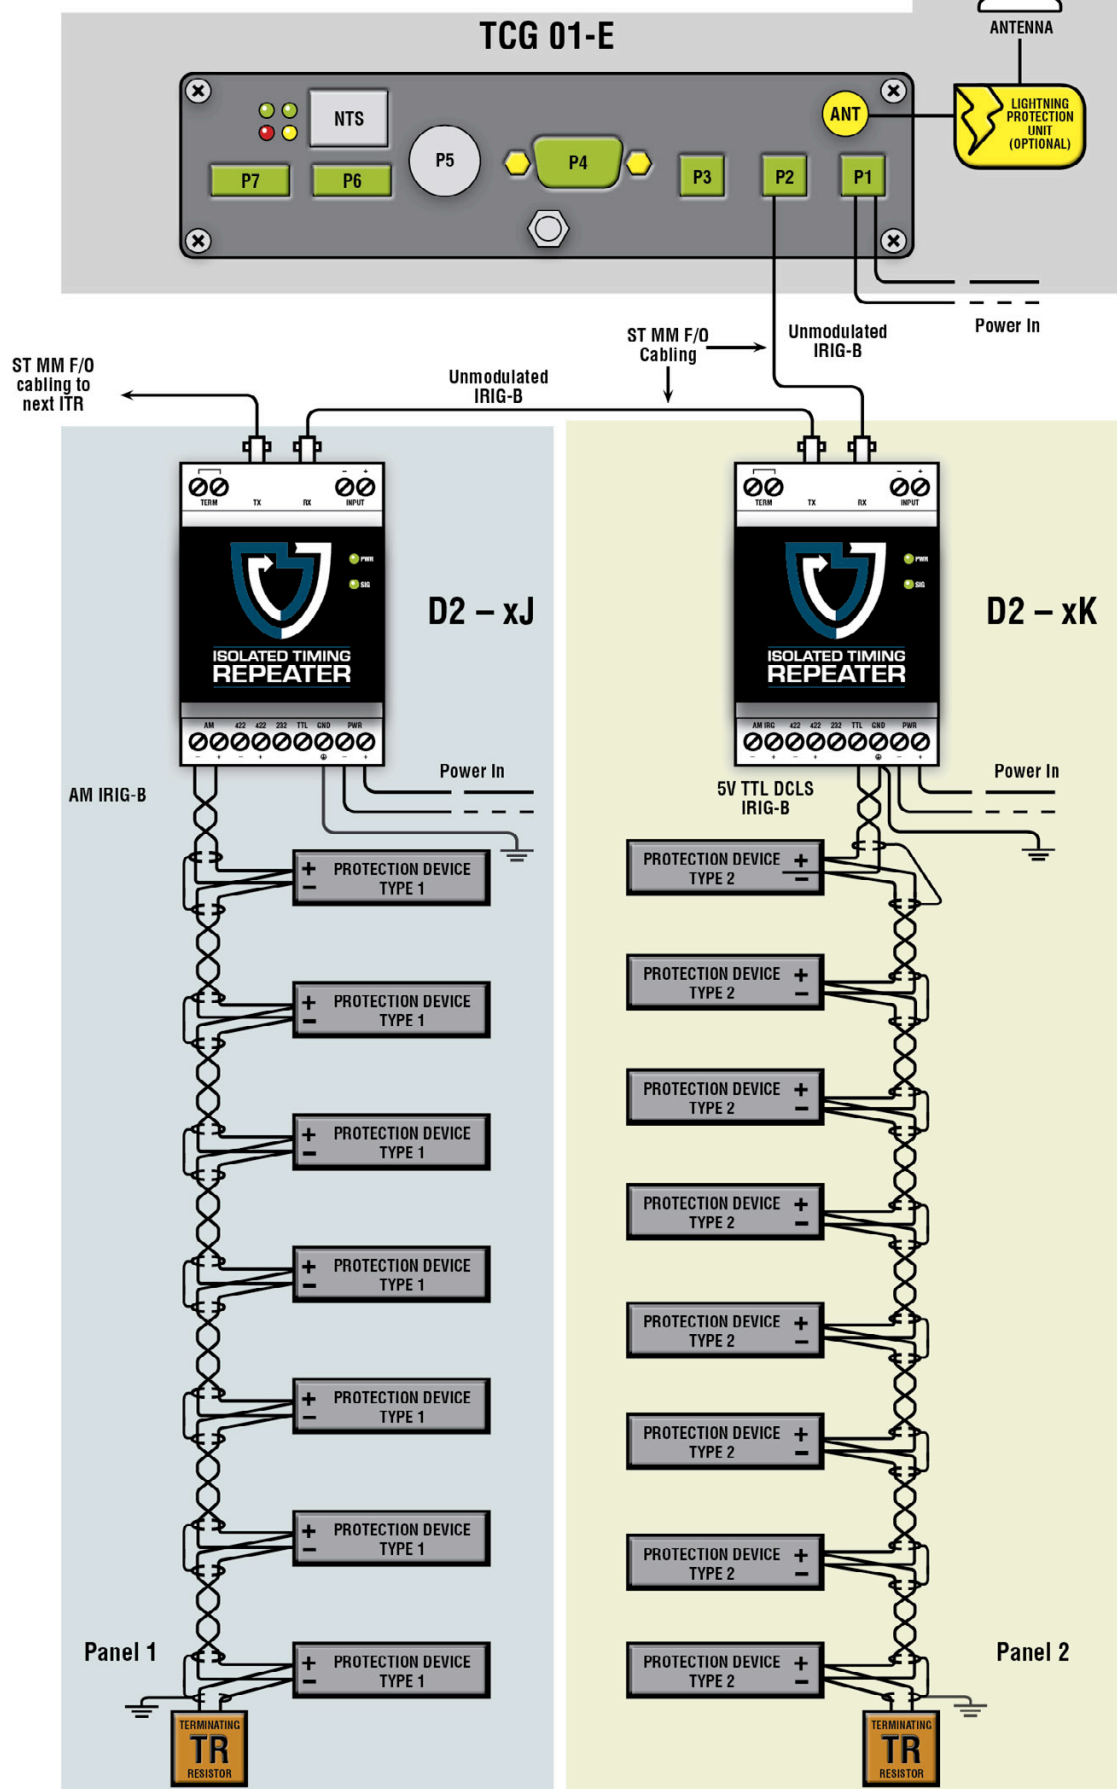 TCG 01-E
ANTENNA
LIGHTNING
PROTECTION
UNIT
(OPTIONAL)
ANT
NTS
P7
P6
P5
P4
P3
P2
P1
Power In
ST MM F/O
Cabling
Unmodulated
IRIG-B
ST MM F/O
cabling to
next ITR
Unmodulated
IRIG-B
- +
TERM TX RX INPUT
PWR
SIG
ISOLATED TIMING
REPEATER
D2 – xJ
AM 422 422 232 TTL GND PWR
- + - + - +
AM IRIG-B
Power In
+ PROTECTION DEVICE
– TYPE 1
+ PROTECTION DEVICE
– TYPE 1
+ PROTECTION DEVICE
– TYPE 1
+ PROTECTION DEVICE
– TYPE 1
+ PROTECTION DEVICE
– TYPE 1
+ PROTECTION DEVICE
– TYPE 1
+ PROTECTION DEVICE
– TYPE 1
Panel 1
TERMINATING
TR
RESISTOR
- +
TERM TX RX INPUT
PWR
SIG
ISOLATED TIMING
REPEATER
D2 – xK
AM IRG 422 422 232 TTL GND PWR
- + - + - +
5V TTL DCLS
IRIG-B
Power In
PROTECTION DEVICE +
TYPE 2 –
PROTECTION DEVICE +
TYPE 2 –
PROTECTION DEVICE +
TYPE 2 –
PROTECTION DEVICE +
TYPE 2 –
PROTECTION DEVICE +
TYPE 2 –
PROTECTION DEVICE +
TYPE 2 –
PROTECTION DEVICE +
TYPE 2 –
PROTECTION DEVICE +
TYPE 2 –
Panel 2
TERMINATING
TR
RESISTOR